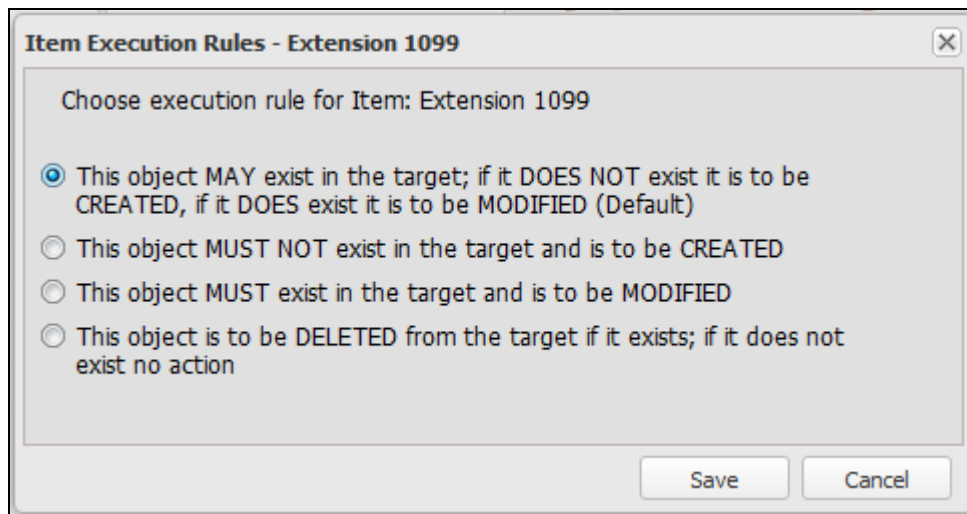 Item Execution Rules - Extension 1099
Choose execution rule for Item: Extension 1099
This object MAY exist in the target; if it DOES NOT exist it is to be
CREATED, if it DOES exist it is to be MODIFIED (Default)
This object MUST NOT exist in the target and is to be CREATED
This object MUST exist in the target and is to be MODIFIED
This object is to be DELETED from the target if it exists; if it does not
exist no action
Save Cancel